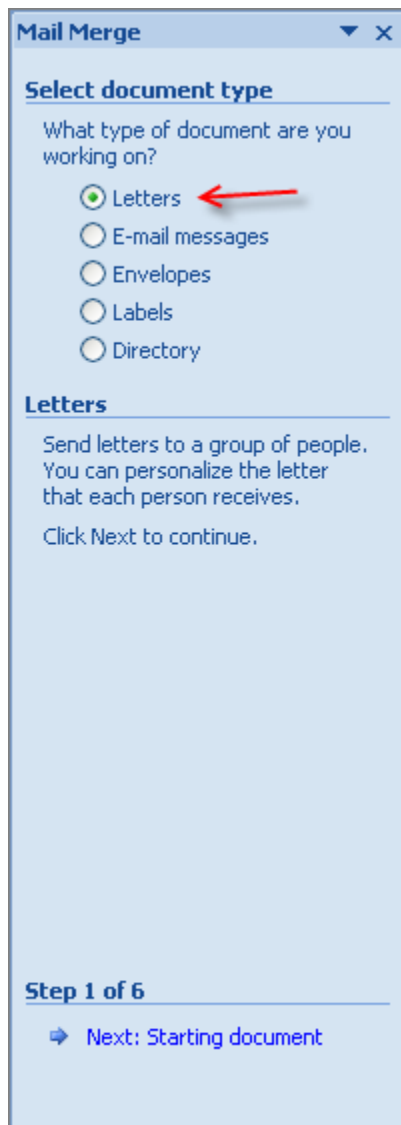 Mail Merge
Select document type
What type of document are you
working on?
Letters
E-mail messages
Envelopes
Labels
Directory
Letters
Send letters to a group of people.
You can personalize the letter
that each person receives.
Click Next to continue.
Step 1 of 6
Next: Starting document